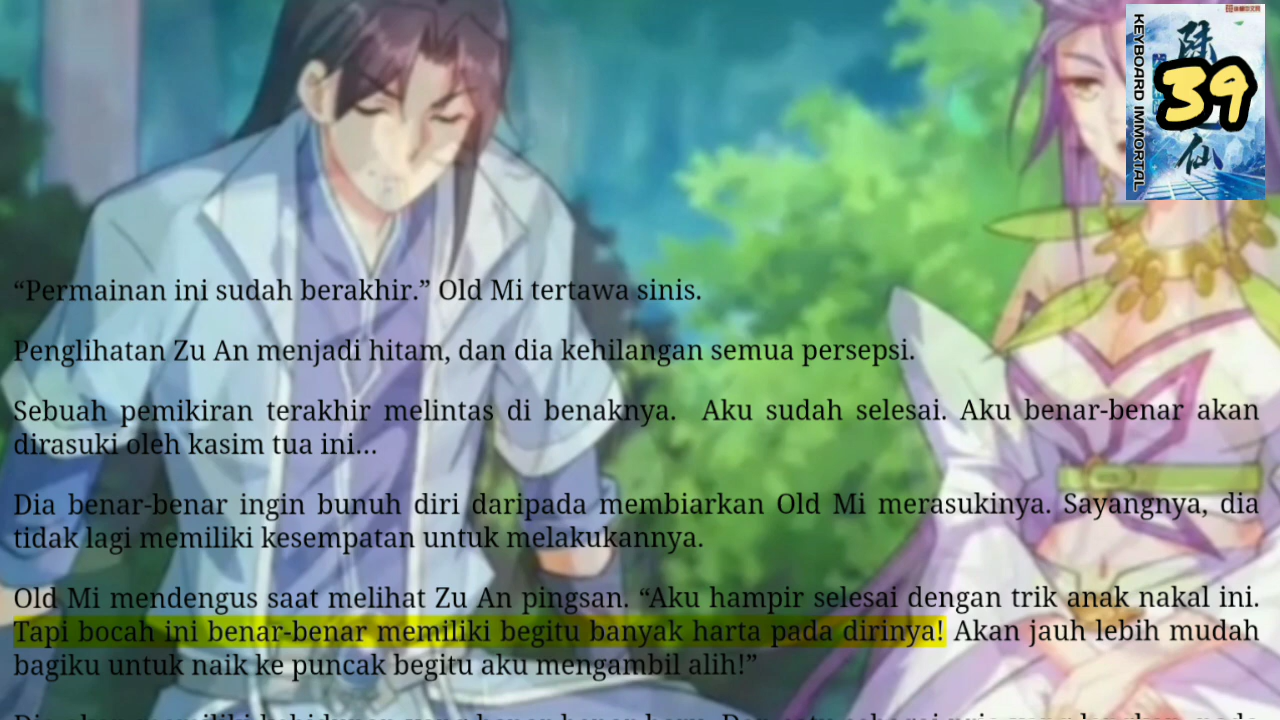 KEYBOARD IMMORTAL
39
仙
“Permainan ini sudah berakhir.” Old Mi tertawa sinis.
Penglihatan Zu An menjadi hitam, dan dia kehilangan semua persepsi.
Sebuah pemikiran terakhir melintas di benaknya. Aku sudah selesai. Aku benar-benar akan
dirasuki oleh kasim tua ini…
Dia benar-benar ingin bunuh diri daripada membiarkan Old Mi merasukinya. Sayangnya, dia
tidak lagi memiliki kesempatan untuk melakukannya.
Old Mi mendengus saat melihat Zu An pingsan. “Aku hampir selesai dengan trik anak nakal ini.
Tapi bocah ini benar-benar memiliki begitu banyak harta pada dirinya! Akan jauh lebih mudah
bagiku untuk naik ke puncak begitu aku mengambil alih!”